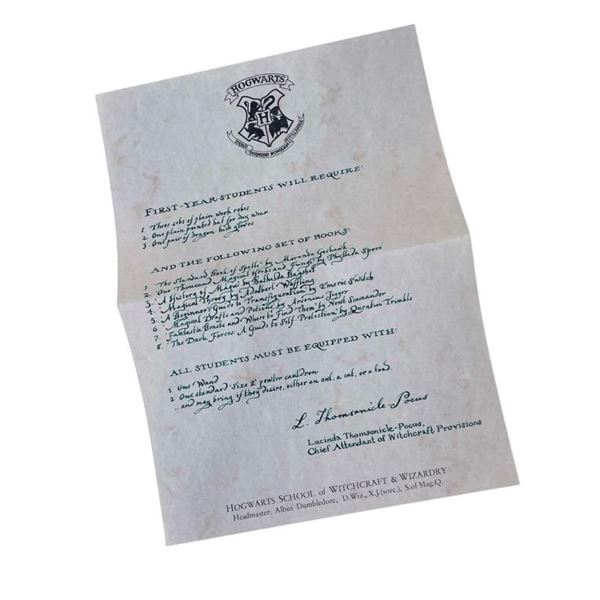 HOGWARTS
DRACO DORMIENS NUNQUAM TITILLANDUS
FIRST-YEAR STUDENTS WILL REQUIRE:
1. Three sets of plain work robes
2. One plain pointed hat for day wear
3. One pair of dragon hide gloves
AND THE FOLLOWING SET OF BOOKS:
1. 'The Standard Book of Spells' by Miranda Goshawk
2. 'One Thousand Magical Herbs and Fungi' by Phyllida Spore
3. 'A History of Magic' by Bathilda Bagshot
4. 'Magical Theory' by Adalbert Waffling
5. 'A Beginner's Guide to Transfiguration' by Emeric Switch
6. 'Magical Drafts and Potions' by Arsenius Jigger
7. 'Fantastic Beasts and Where to Find Them' by Newt Scamander
8. 'The Dark Forces: A Guide to Self-Protection' by Quentin Trimble
ALL STUDENTS MUST BE EQUIPPED WITH:
1. One Wand
2. One standard 'Size 2' pewter cauldron
..and may bring if they desire, either an owl, a cat, or a toad.
L. Thomsonicle-Pocus
Lucinda Thomsonicle-Pocus,
Chief Attendant of Witchcraft Provisions
HOGWARTS SCHOOL of WITCHCRAFT & WIZARDRY
Headmaster: Albus Dumbledore, D.Wiz., X.J.(sorc.), S.of Mag.Q.